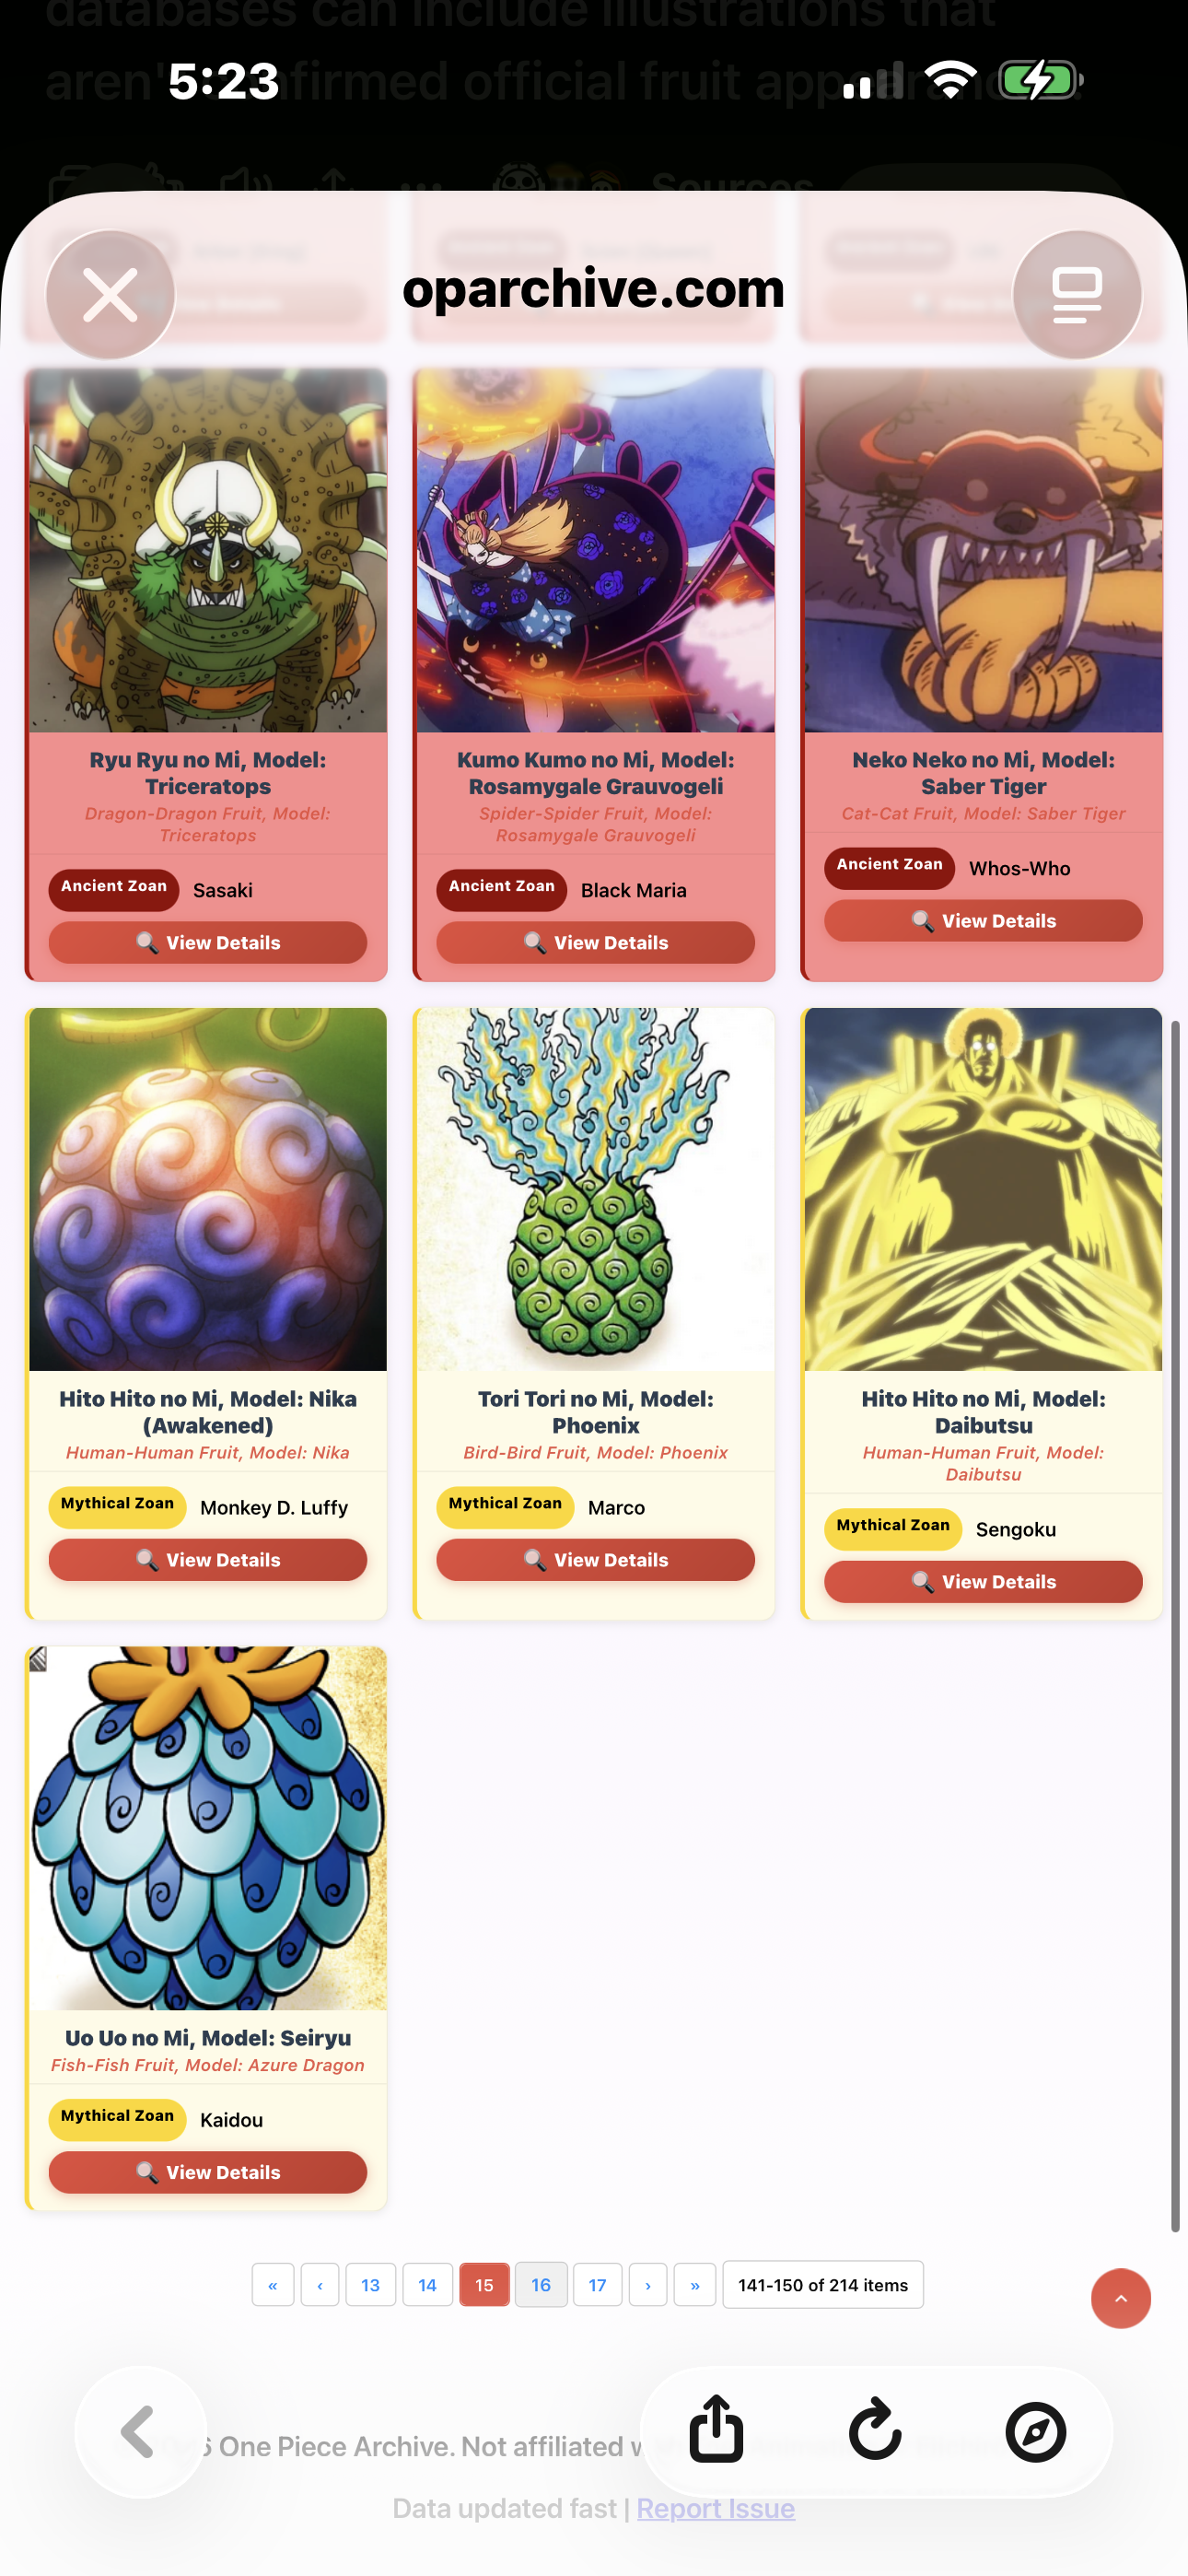 databases can include illustrations that
5:23
Sources
oparchive.com
Ryu Ryu no Mi, Model:
Triceratops
Dragon-Dragon Fruit, Model:
Triceratops
Ancient Zoan Sasaki
🔍 View Details
Kumo Kumo no Mi, Model:
Rosamygale Grauvogeli
Spider-Spider Fruit, Model:
Rosamygale Grauvogeli
Ancient Zoan Black Maria
🔍 View Details
Neko Neko no Mi, Model:
Saber Tiger
Cat-Cat Fruit, Model: Saber Tiger
Ancient Zoan Whos-Who
🔍 View Details
Hito Hito no Mi, Model: Nika
(Awakened)
Human-Human Fruit, Model: Nika
Mythical Zoan Monkey D. Luffy
🔍 View Details
Tori Tori no Mi, Model:
Phoenix
Bird-Bird Fruit, Model: Phoenix
Mythical Zoan Marco
🔍 View Details
Hito Hito no Mi, Model:
Daibutsu
Human-Human Fruit, Model:
Daibutsu
Mythical Zoan Sengoku
🔍 View Details
Uo Uo no Mi, Model: Seiryu
Fish-Fish Fruit, Model: Azure Dragon
Mythical Zoan Kaidou
🔍 View Details
« ‹ 13 14 15 16 17 › » 141-150 of 214 items
One Piece Archive. Not affiliated
Data updated fast | Report Issue